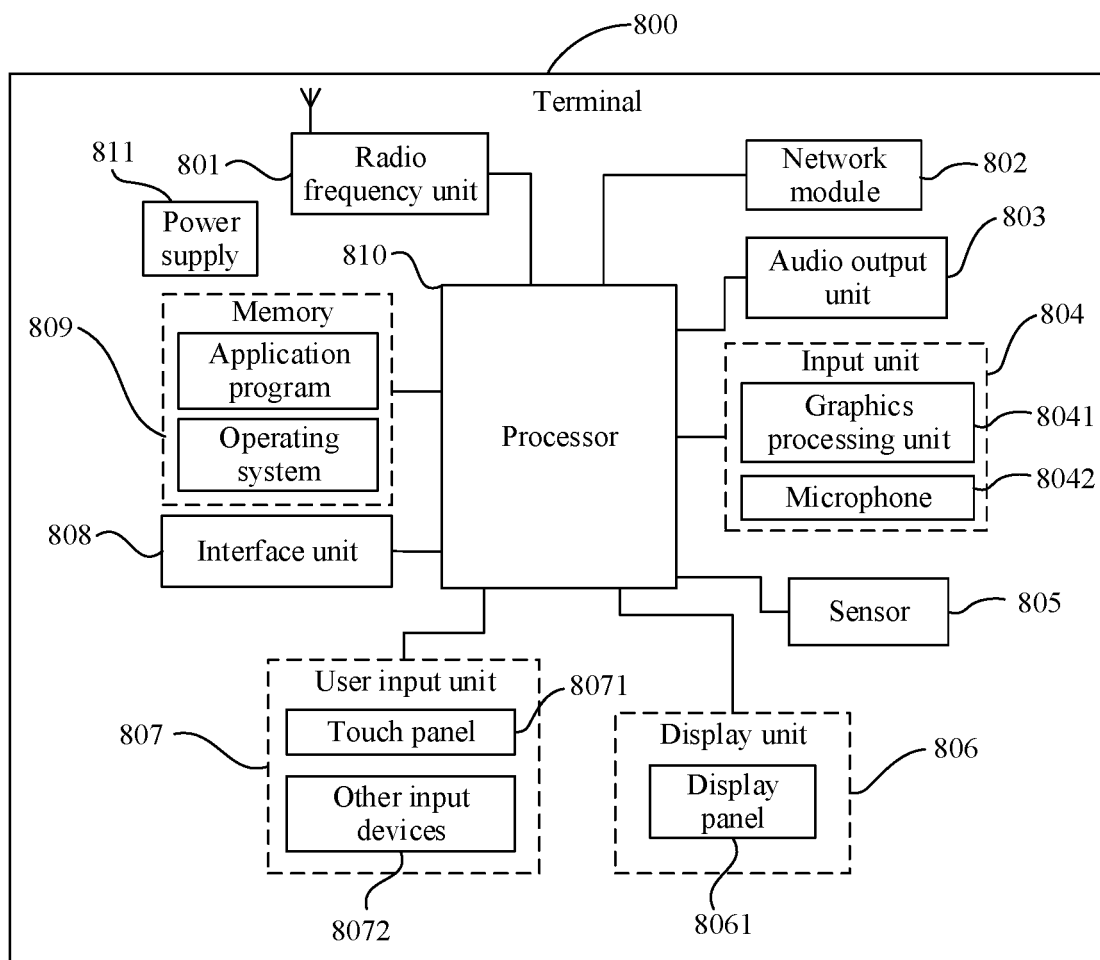 800
Terminal
811
801
Radio
frequency unit
Network
module
802
Power
supply
810
Audio output
unit
803
809
Memory
Application
program
Operating
system
Processor
Input unit
804
Graphics
processing unit
8041
Microphone
8042
808
Interface unit
Sensor
805
807
User input unit
Touch panel
8071
Other input
devices
8072
Display unit
806
Display
panel
8061